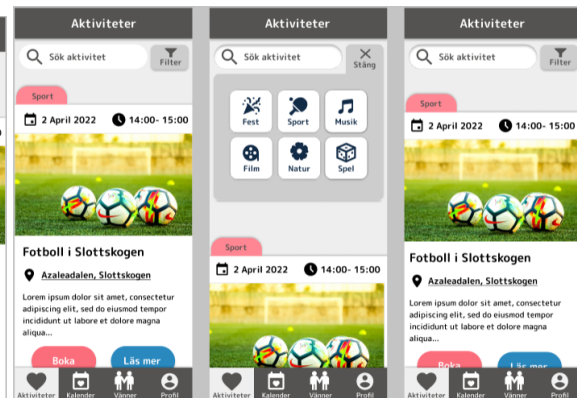 Aktiviteter
Sök aktivitet
Filter
Sport
2 April 2022
14:00- 15:00
Fotboll i Slottskogen
Azaleadalen, Slottskogen
Lorem ipsum dolor sit amet, consectetur
adipiscing elit, sed do eiusmod tempor
incididunt ut labore et dolore magna
aliqua...
Boka
Läs mer
Aktiviteter
Kalender
Vänner
Profil
Aktiviteter
Sök aktivitet
Stäng
Fest
Sport
Musik
Film
Natur
Spel
Sport
2 April 2022
14:00- 15:00
Aktiviteter
Kalender
Vänner
Profil
Aktiviteter
Sök aktivitet
Filter
Sport
2 April 2022
14:00- 15:00
Fotboll i Slottskogen
Azaleadalen, Slottskogen
Lorem ipsum dolor sit amet, consectetur
adipiscing elit, sed do eiusmod tempor
incididunt ut labore et dolore magna
aliqua...
Boka
Läs mer
Aktiviteter
Kalender
Vänner
Profil